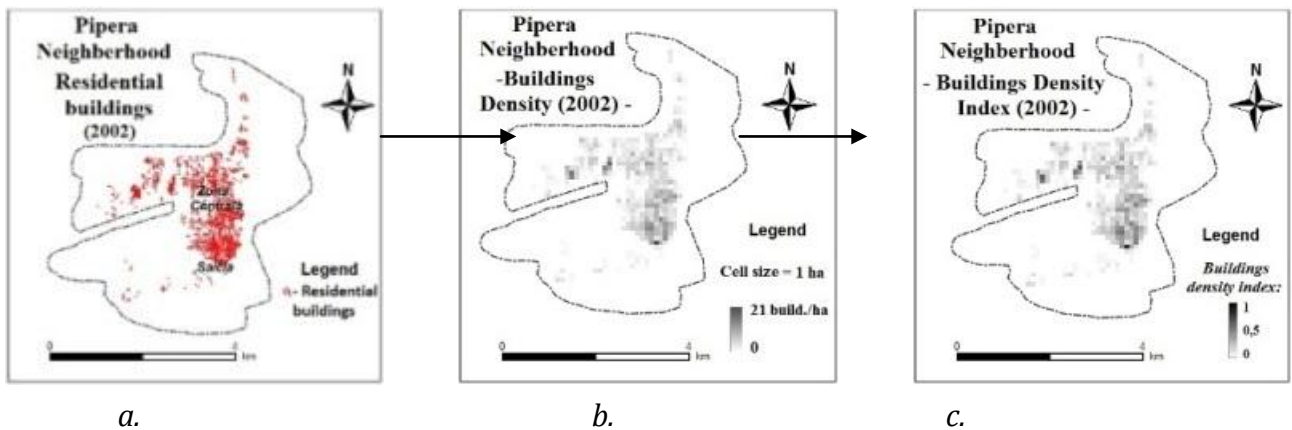 Pipera
Neighborhood
Residential
buildings
(2002)
N
Zona
Centrala
Saicia
Legend
- Residential
buildings
0 4
km
Pipera
Neighborhood
-Buildings
Density (2002) -
N
Legend
Cell size = 1 ha
21 build./ha
0
0 4
km
Pipera
Neighborhood
- Buildings Density
Index (2002) -
N
Legend
Buildings
density index:
1
0,5
0
0 4
km
a. b. c.